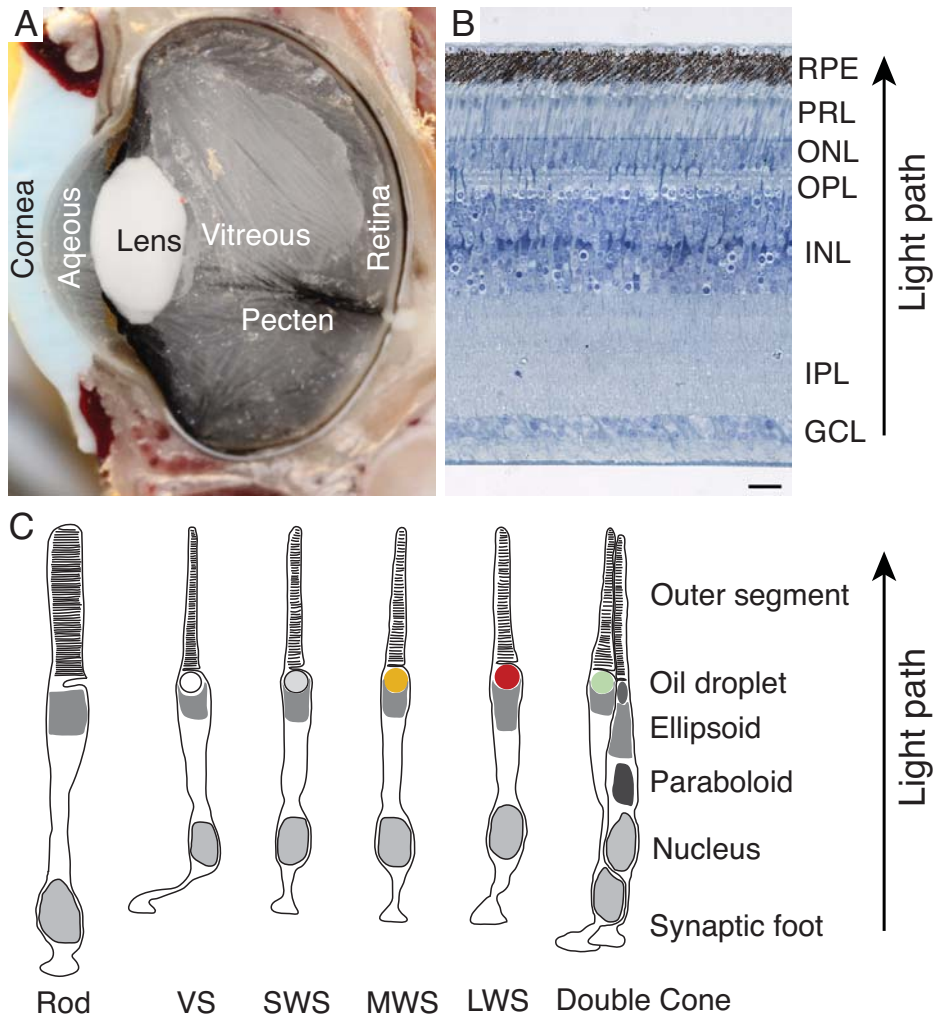 A
Cornea
Aqeous
Lens
Vitreous
Retina
Pecten
B
RPE
PRL
ONL
OPL
INL
IPL
GCL
Light path
C
Outer segment
Oil droplet
Ellipsoid
Paraboloid
Nucleus
Synaptic foot
Light path
Rod
VS
SWS
MWS
LWS
Double Cone